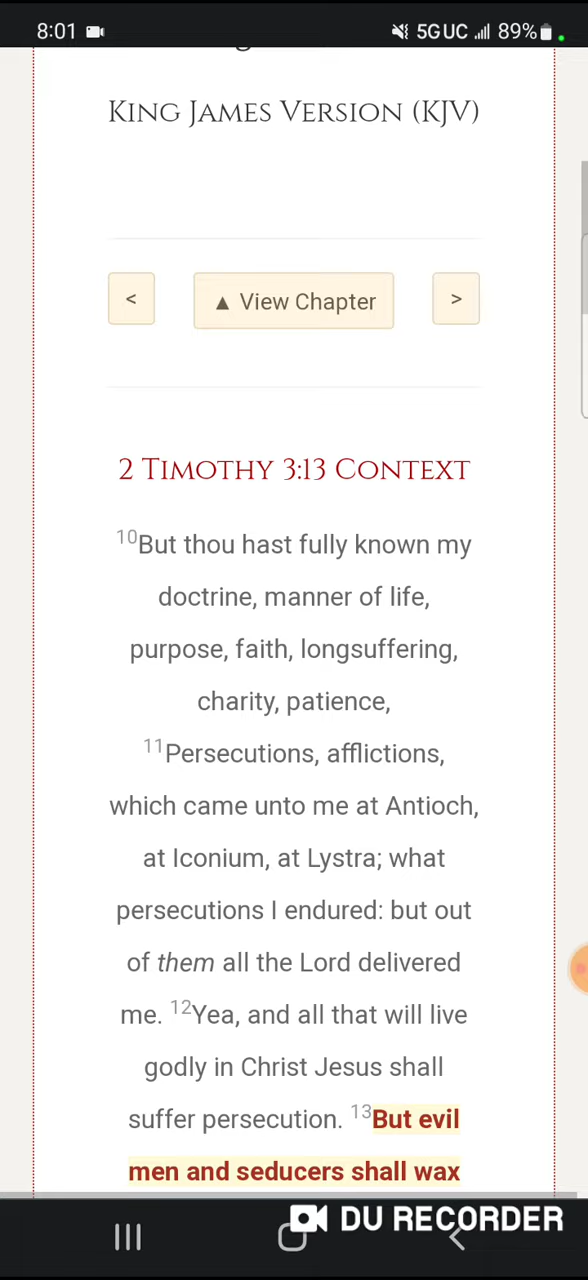 8:01 5GUC 89%
King James Version (KJV)
< ▲ View Chapter >
2 Timothy 3:13 Context
10But thou hast fully known my
doctrine, manner of life,
purpose, faith, longsuffering,
charity, patience,
11Persecutions, afflictions,
which came unto me at Antioch,
at Iconium, at Lystra; what
persecutions I endured: but out
of them all the Lord delivered
me. 12Yea, and all that will live
godly in Christ Jesus shall
suffer persecution. 13But evil
men and seducers shall wax
DU RECORDER